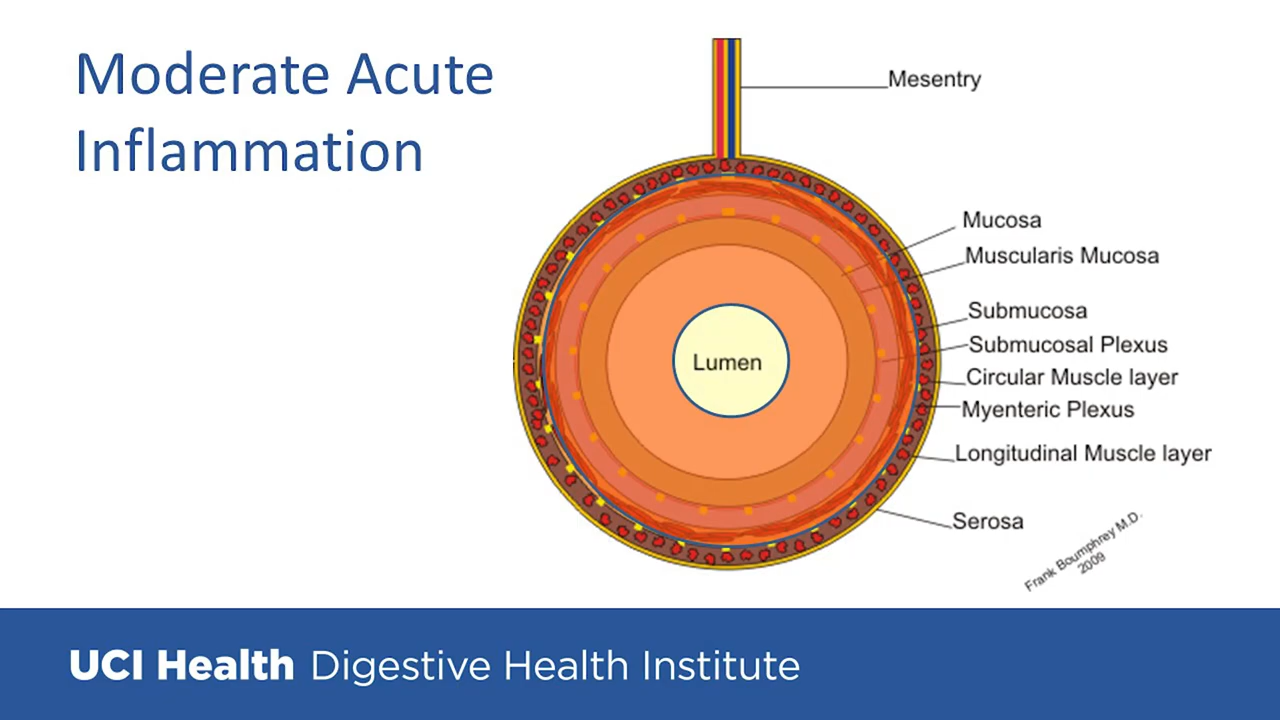 Moderate Acute
Inflammation
Mesentry
Mucosa
Muscularis Mucosa
Submucosa
Submucosal Plexus
Lumen
Circular Muscle layer
Myenteric Plexus
Longitudinal Muscle layer
Serosa
Frank Boumphrey M.D.
2009
UCI Health Digestive Health Institute